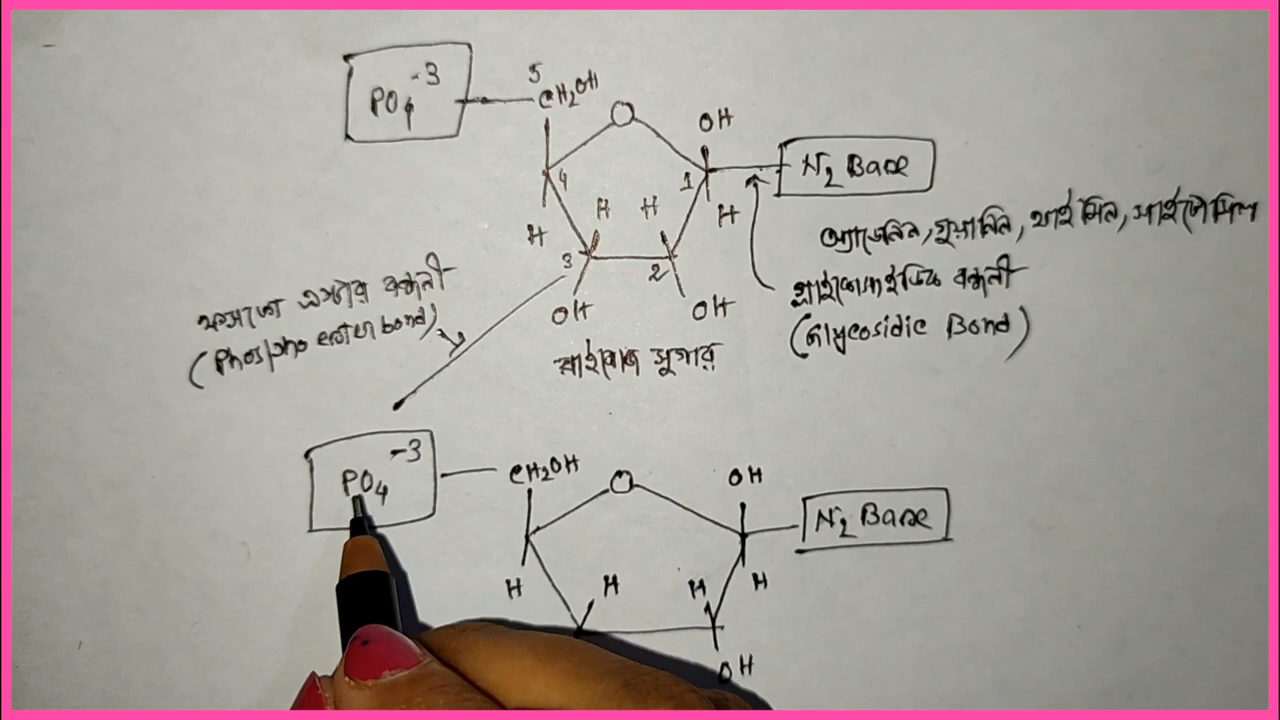 PO4 -3
5
CH2OH
O
OH
N2 Base
4
1
H
H
H
H
3
2
OH
OH
অ্যাডেনিন, গুয়ানিন, থাইমিন, সাইটোসিন
গ্লাইকোসাইডিক বন্ধনী
(Glycosidic Bond)
ফসফো এস্টার বন্ধনী
(Phospho ester bond)
রাইবোজ সুগার
PO4 -3
CH2OH
O
OH
N2 Base
H
H
H
H
OH